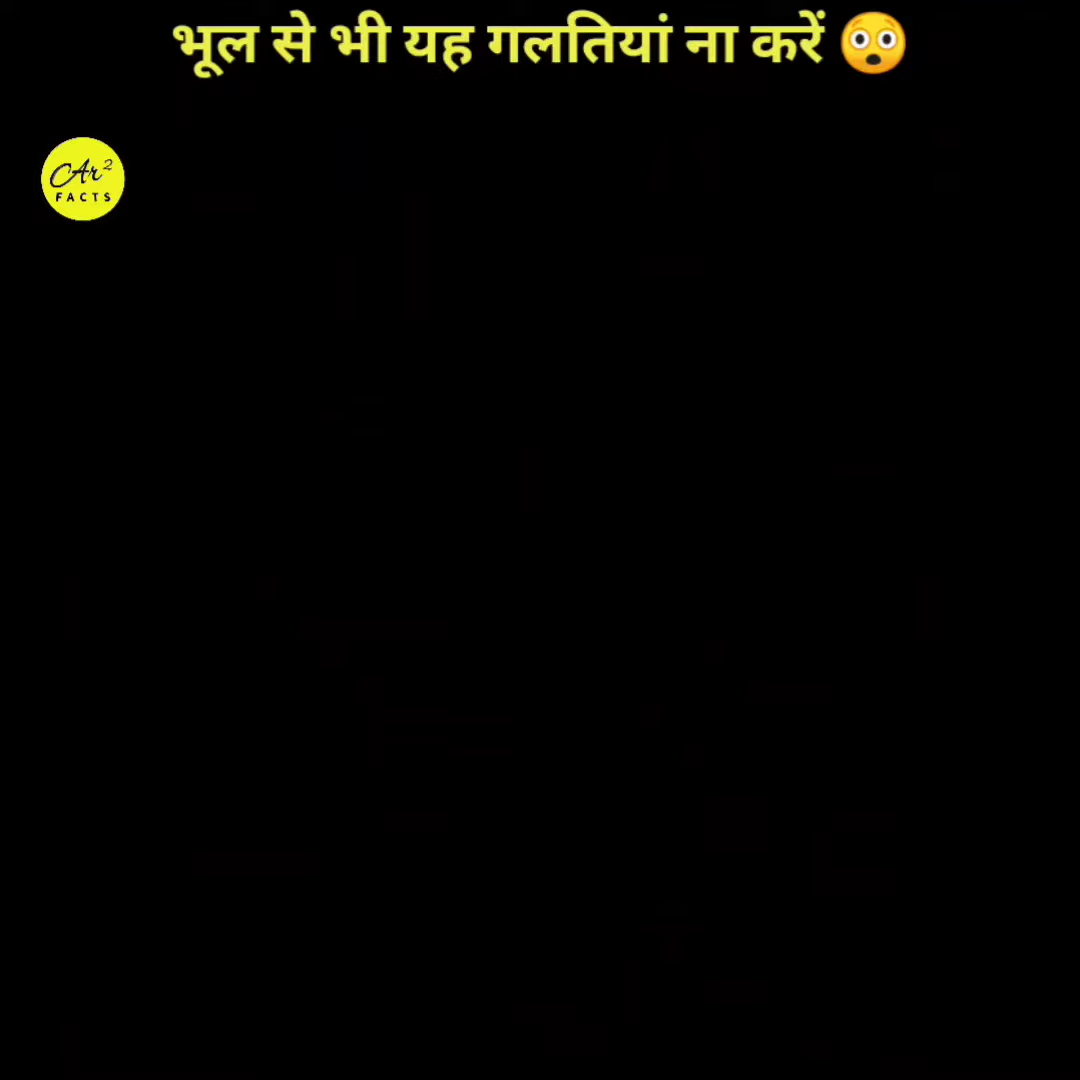 भूल से भी यह गलतियां ना करें 😲
CAr²
FACTS